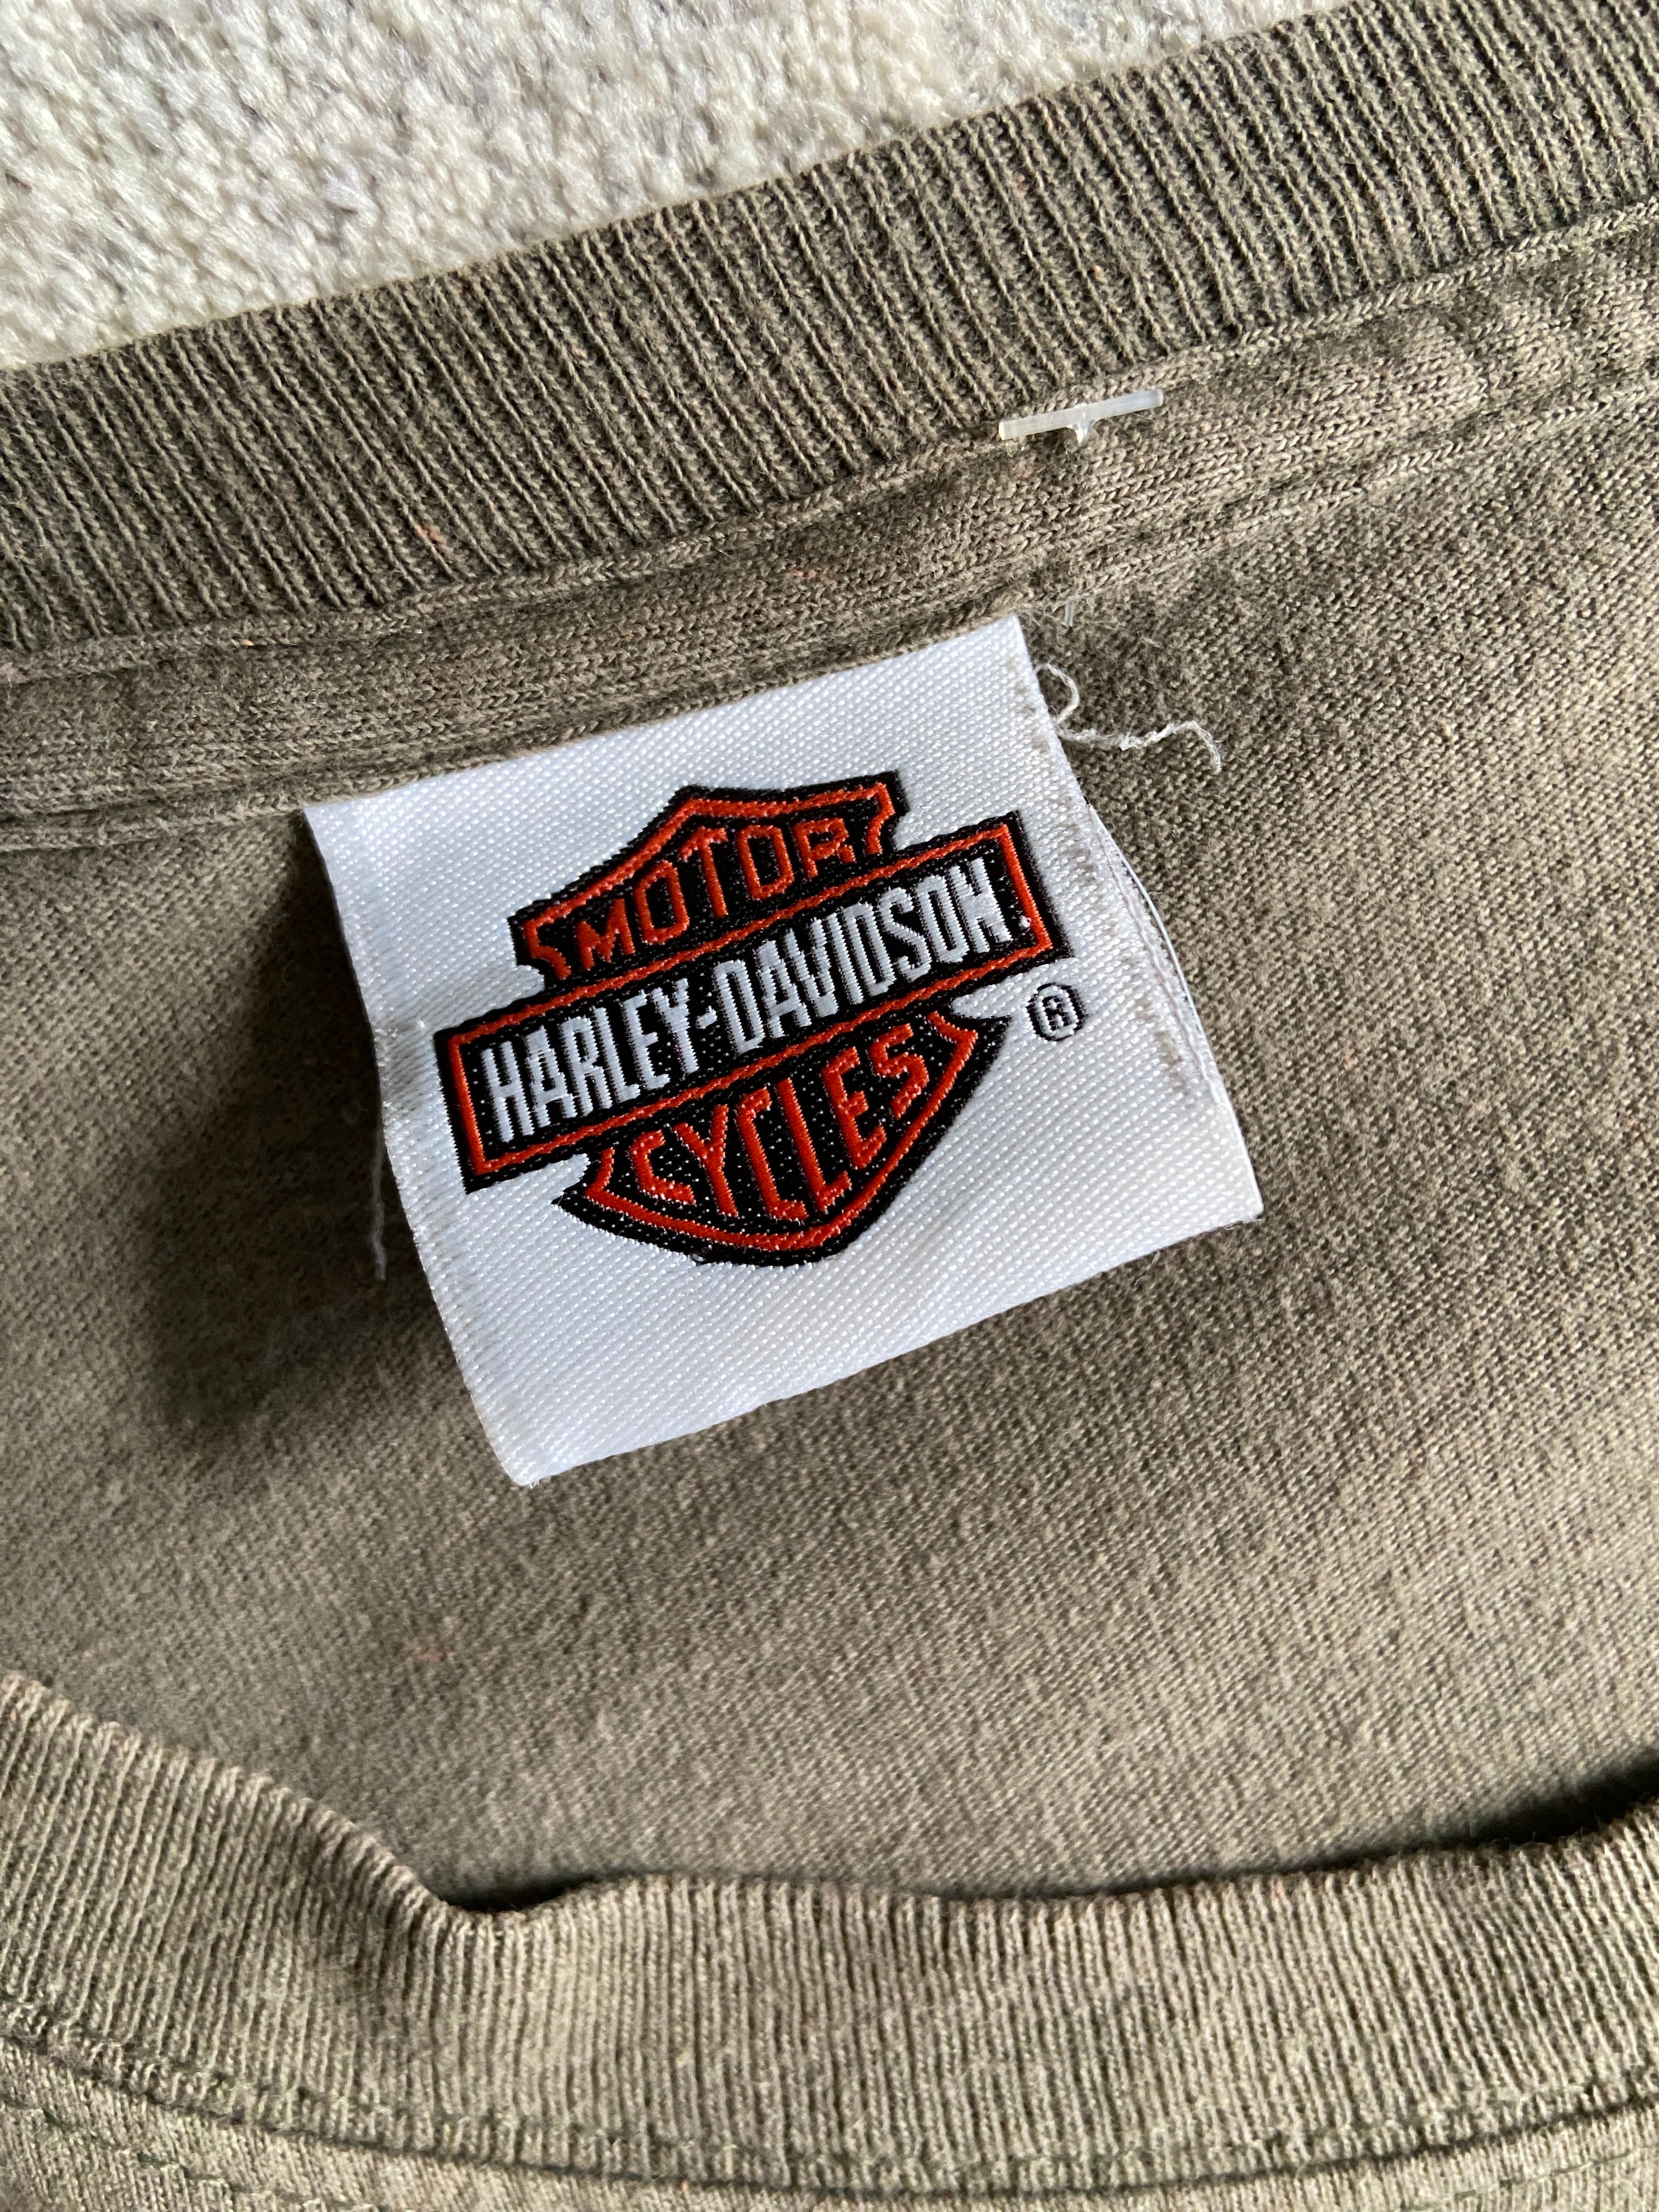 MOTOR
HARLEY-DAVIDSON
CYCLES
®